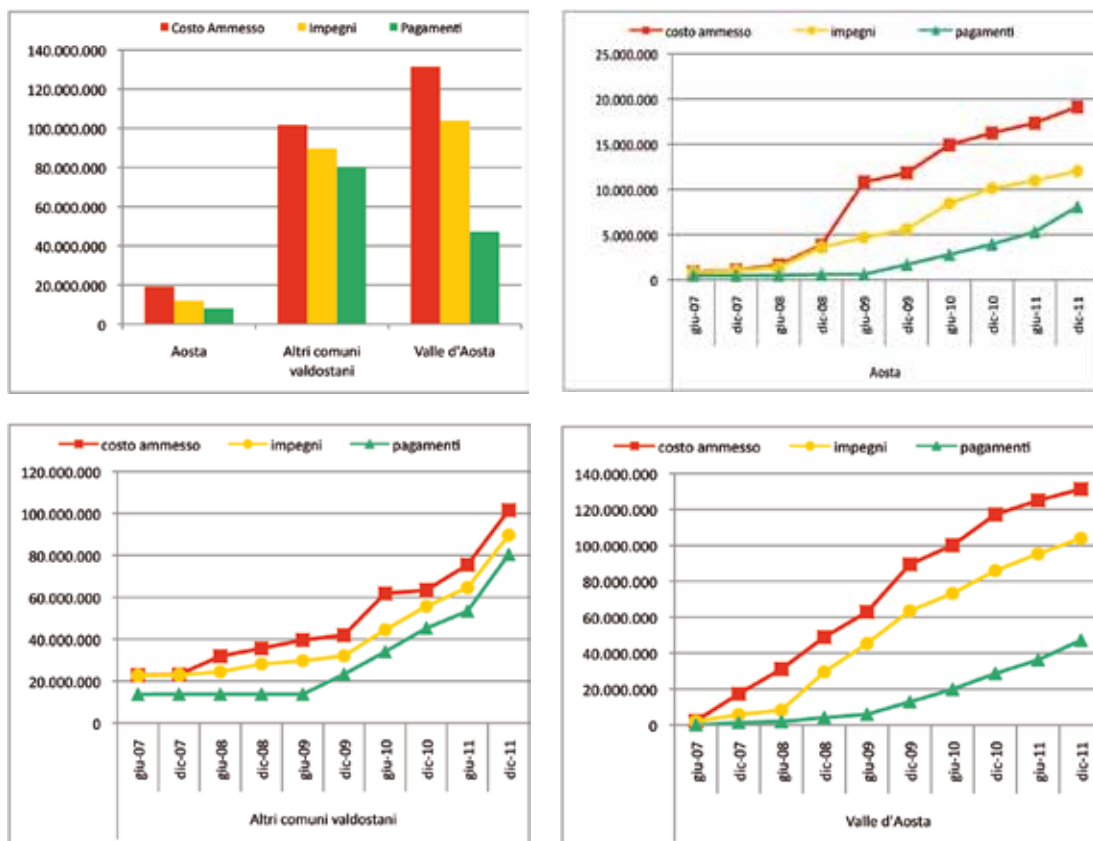 Costo Ammesso Impegni Pagamenti
140.000.000
120.000.000
100.000.000
80.000.000
60.000.000
40.000.000
20.000.000
0
Aosta
Altri comuni
valdostani
Valle d'Aosta
costo ammesso impegni pagamenti
25.000.000
20.000.000
15.000.000
10.000.000
5.000.000
0
giu-07
dic-07
giu-08
dic-08
giu-09
dic-09
giu-10
dic-10
giu-11
dic-11
Aosta
costo ammesso impegni pagamenti
120.000.000
100.000.000
80.000.000
60.000.000
40.000.000
20.000.000
0
giu-07
dic-07
giu-08
dic-08
giu-09
dic-09
giu-10
dic-10
giu-11
dic-11
Altri comuni valdostani
costo ammesso impegni pagamenti
140.000.000
120.000.000
100.000.000
80.000.000
60.000.000
40.000.000
20.000.000
0
giu-07
dic-07
giu-08
dic-08
giu-09
dic-09
giu-10
dic-10
giu-11
dic-11
Valle d'Aosta